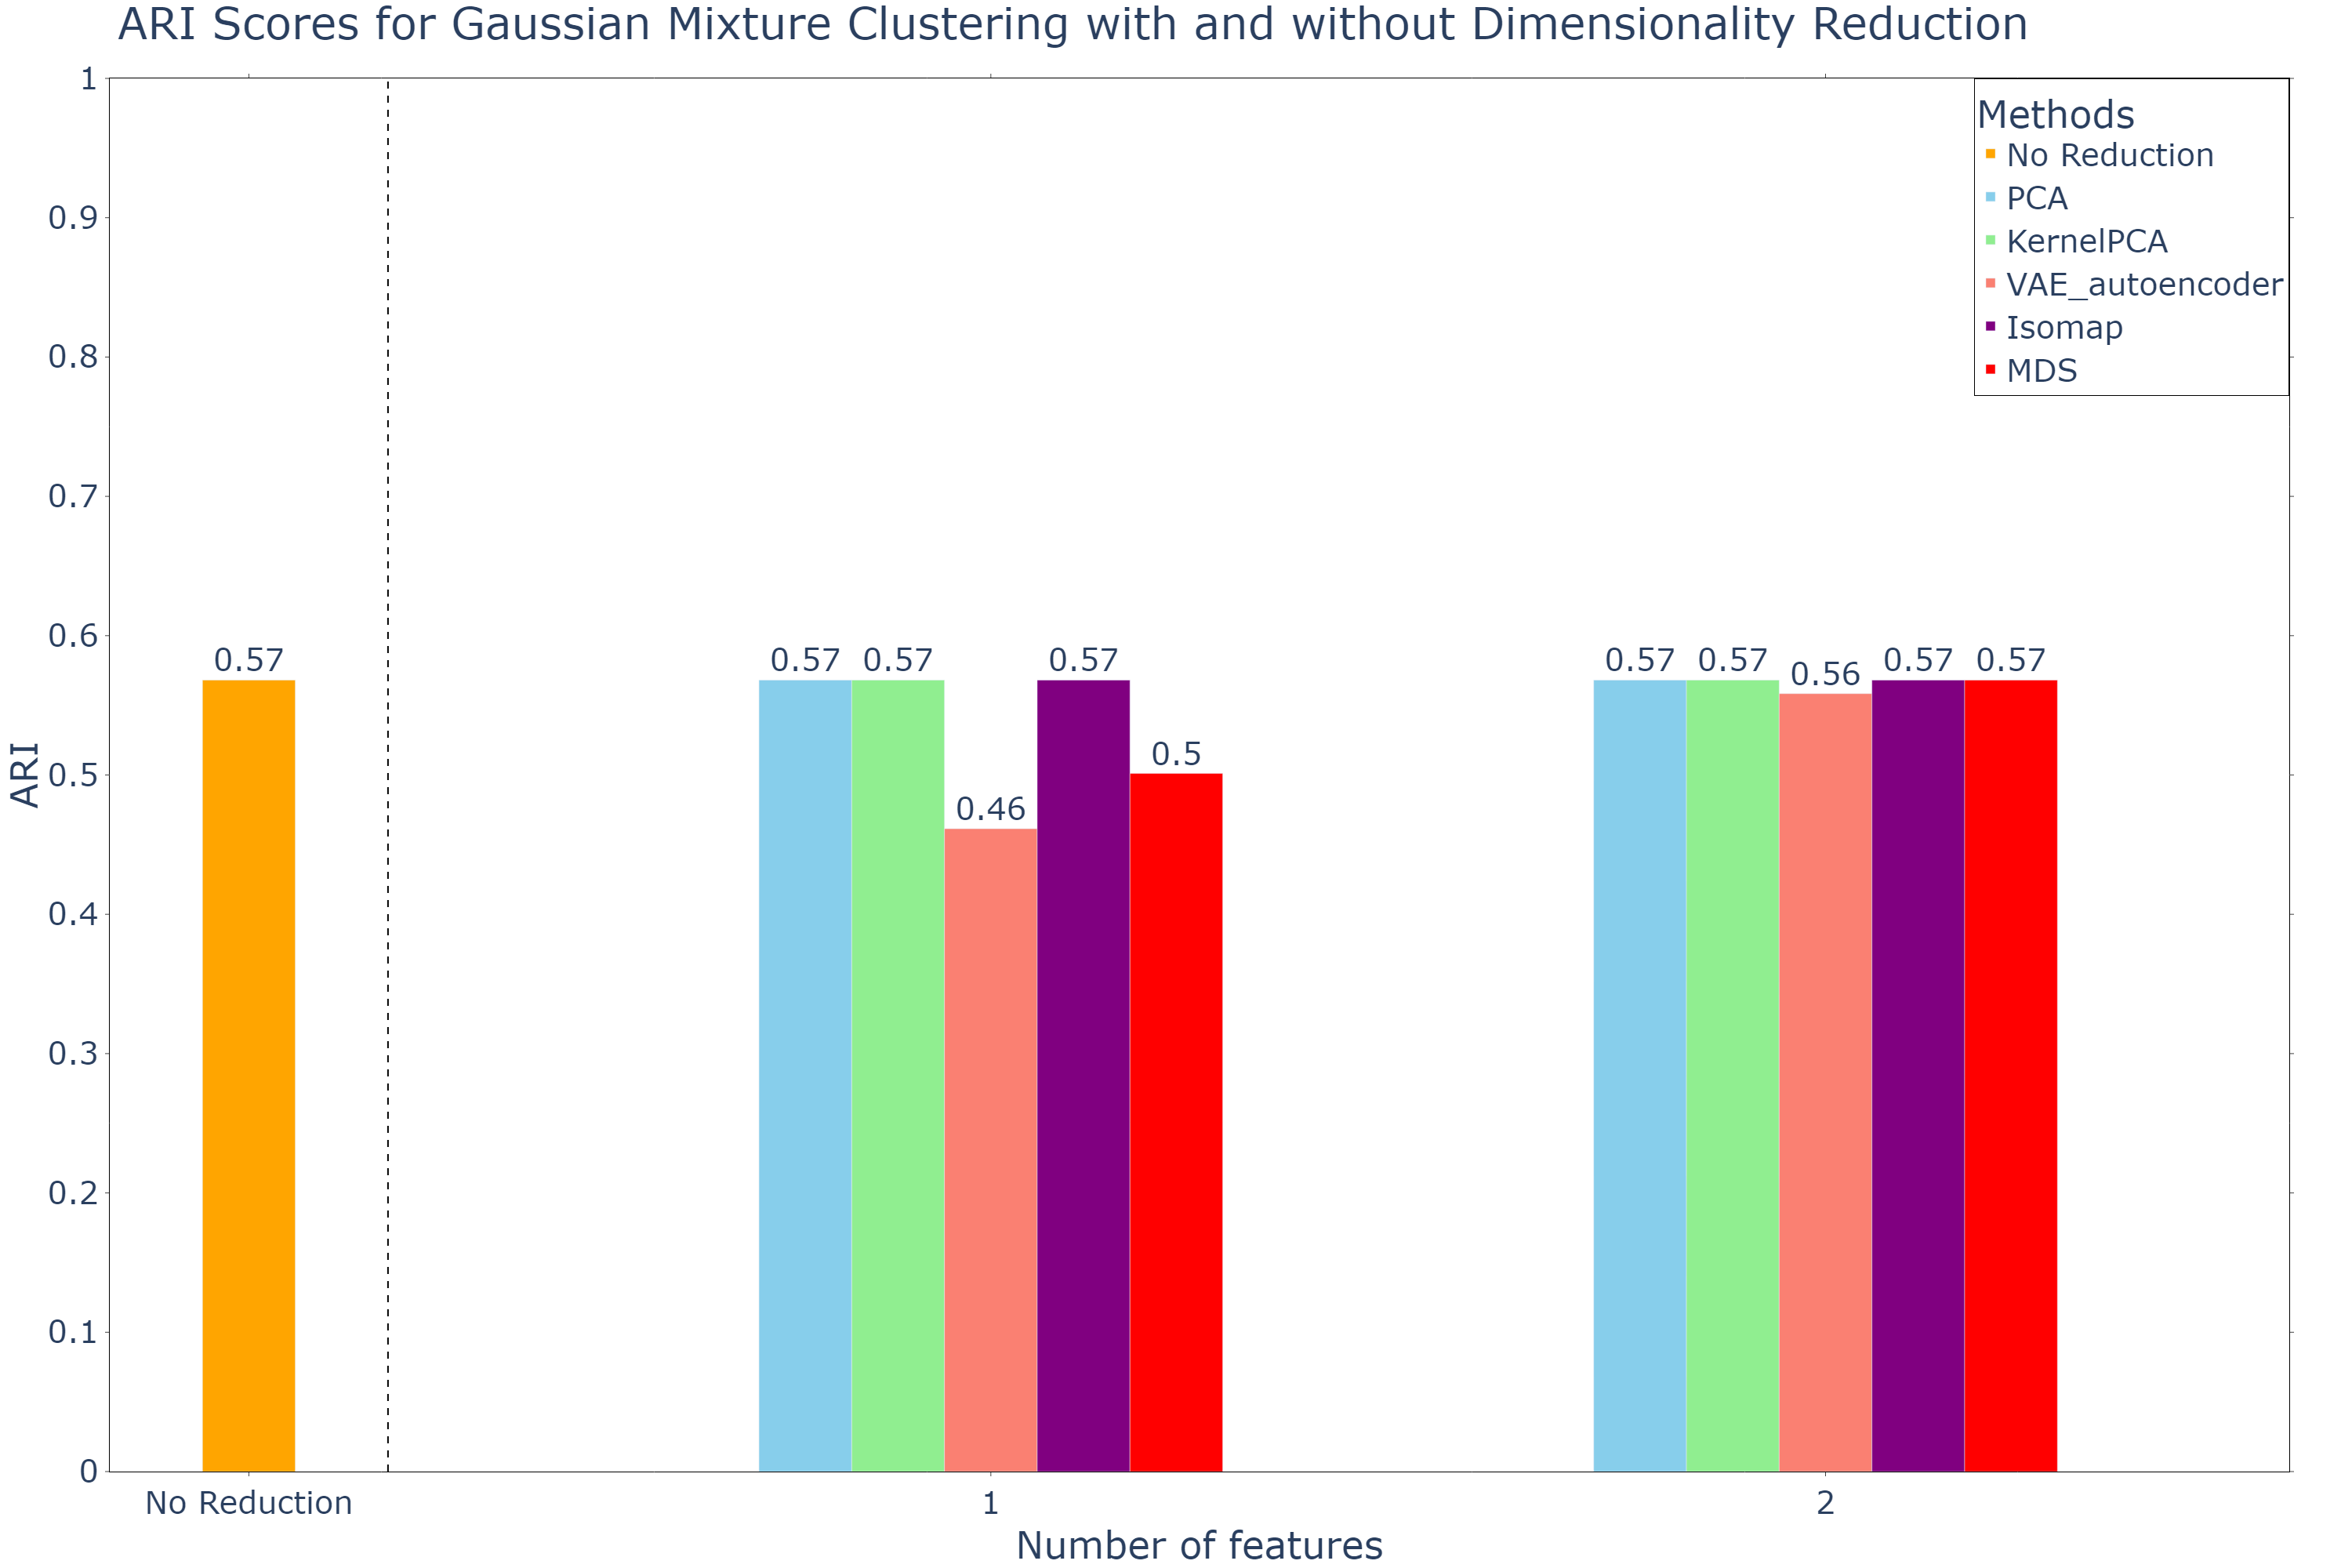 ARI Scores for Gaussian Mixture Clustering with and without Dimensionality Reduction
Methods
No Reduction
PCA
KernelPCA
VAE_autoencoder
Isomap
MDS
ARI
1
0.9
0.8
0.7
0.6
0.5
0.4
0.3
0.2
0.1
0
0.57
0.57 0.57 0.46 0.57 0.5
0.57 0.57 0.56 0.57 0.57
No Reduction 1 2
Number of features